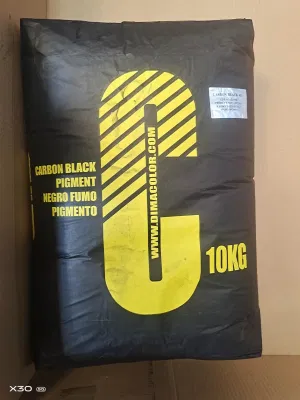 CARBON BLACK
PIGMENT
NEGRO FUMO
PIGMENTO
WWW.DIMACOLOR.COM
10KG
X30